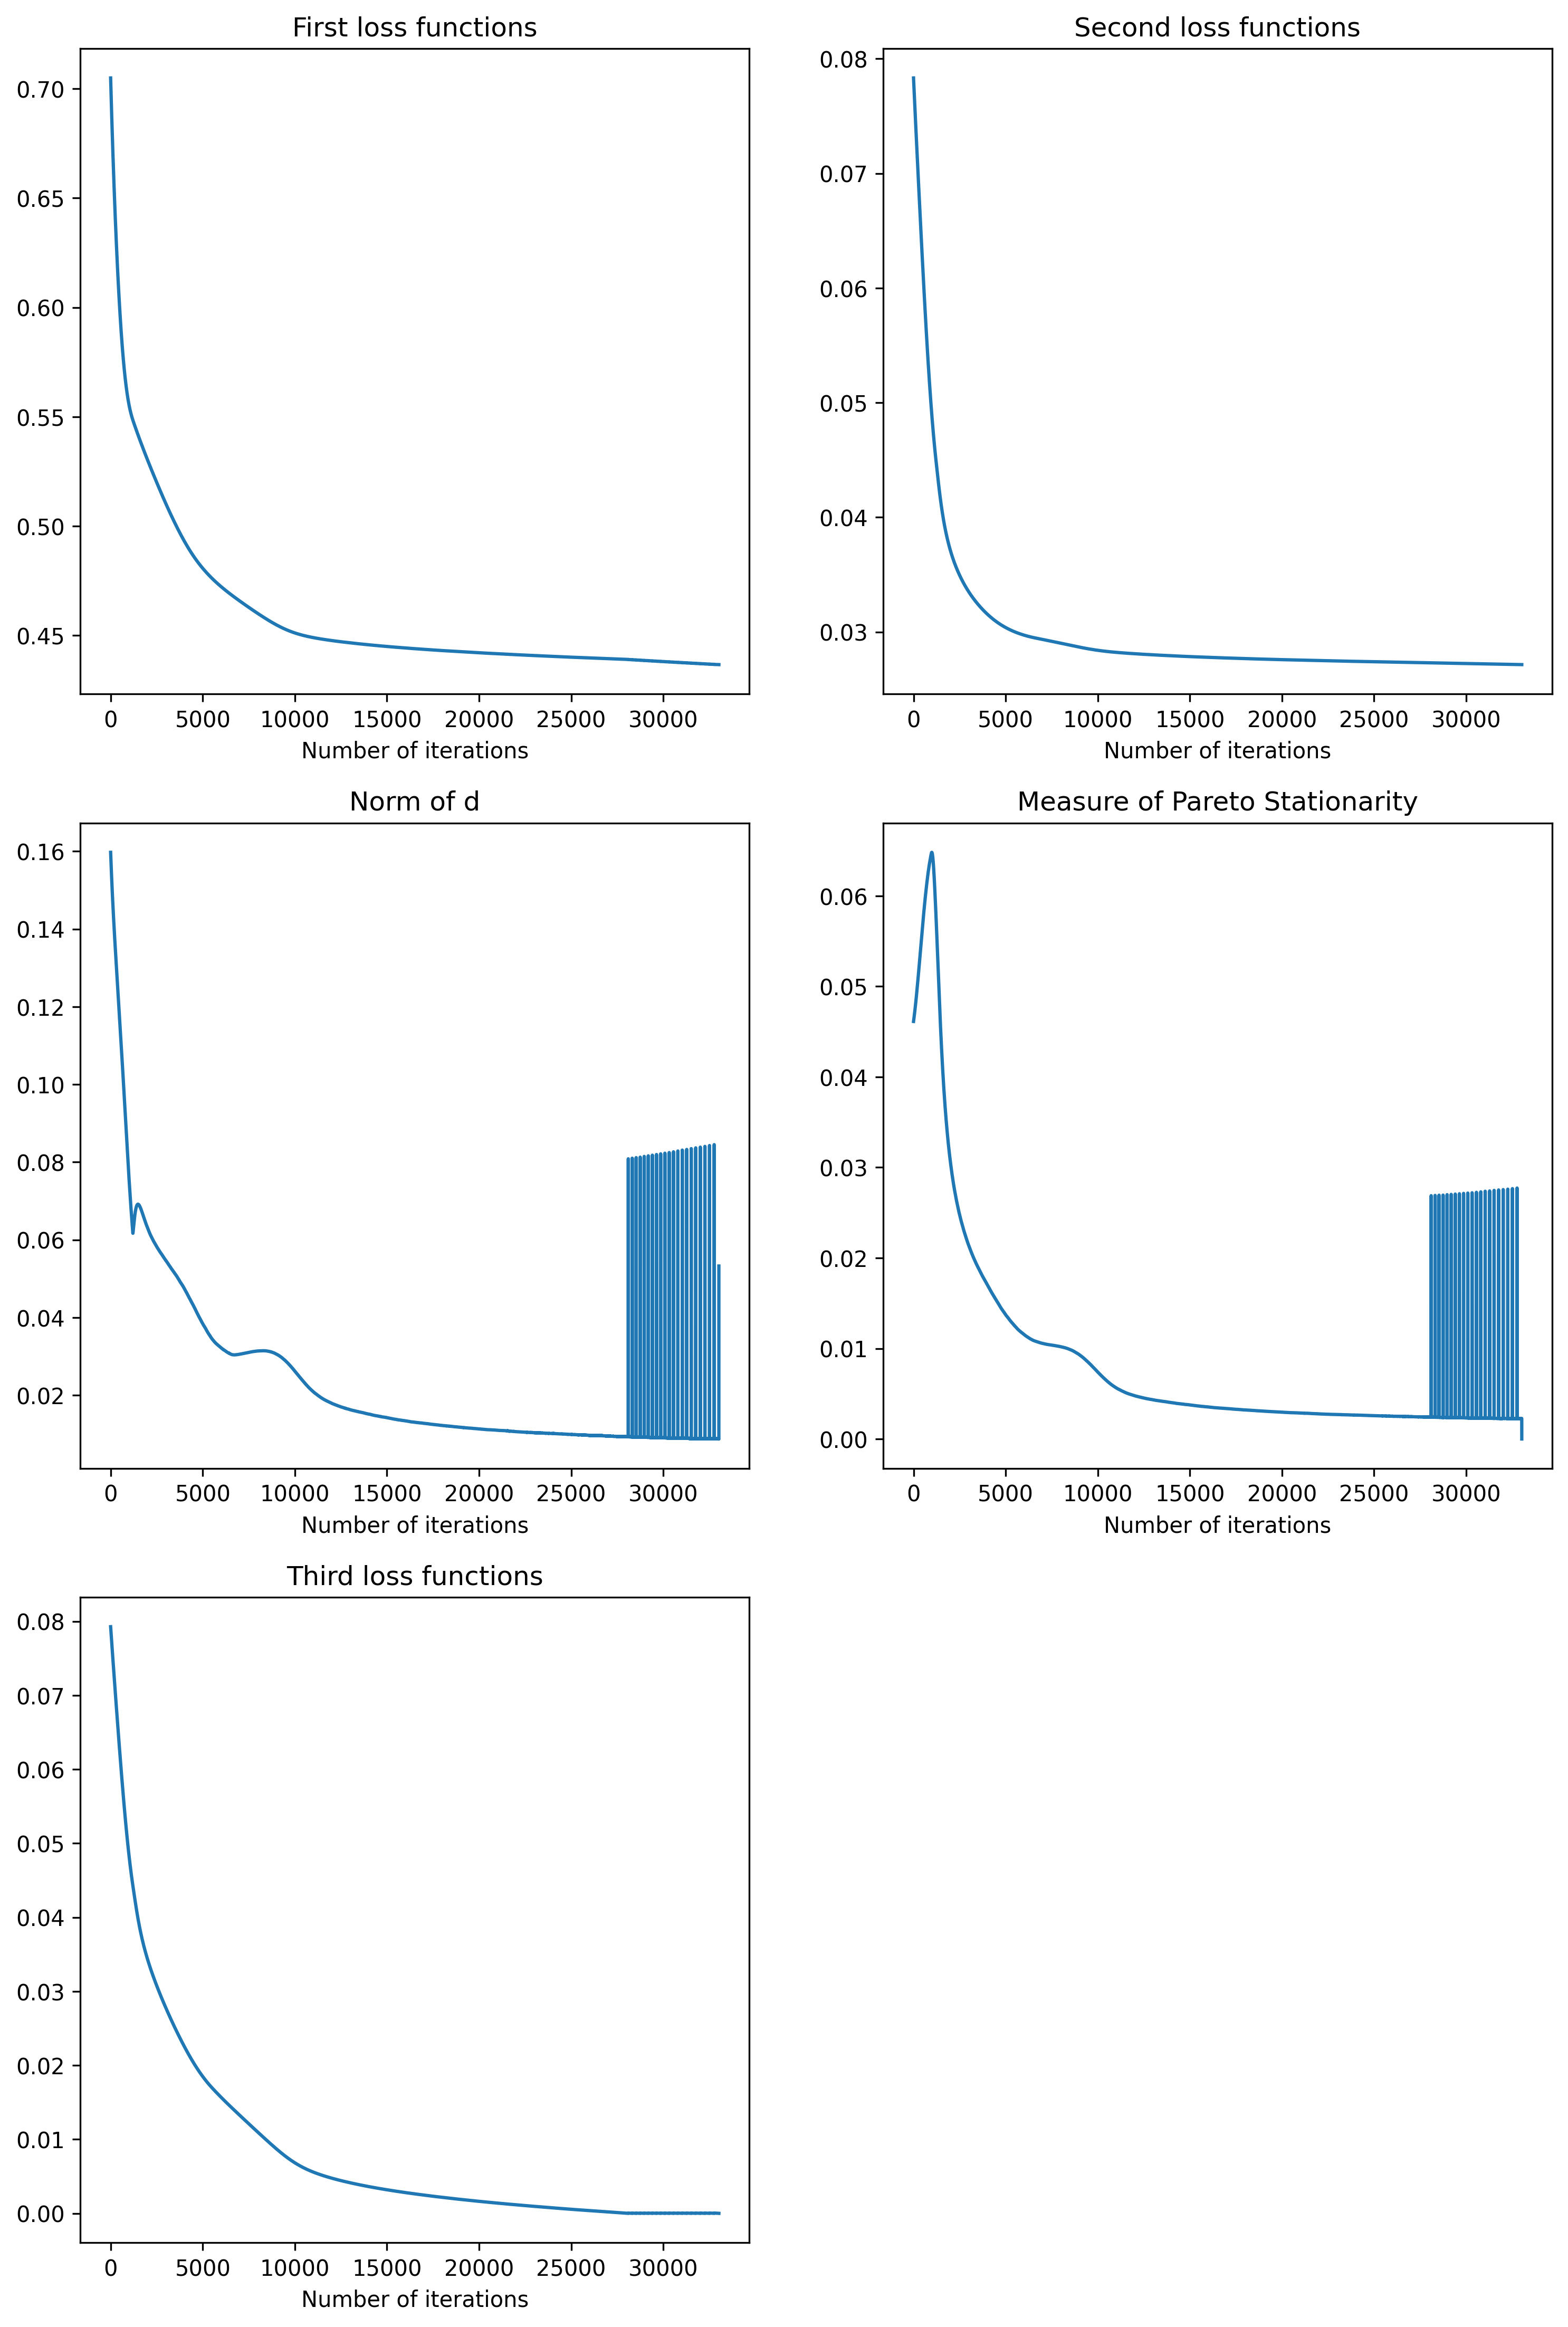 First loss functions
0.70
0.65
0.60
0.55
0.50
0.45
0 5000 10000 15000 20000 25000 30000
Number of iterations
Second loss functions
0.08
0.07
0.06
0.05
0.04
0.03
0 5000 10000 15000 20000 25000 30000
Number of iterations
Norm of d
0.16
0.14
0.12
0.10
0.08
0.06
0.04
0.02
0 5000 10000 15000 20000 25000 30000
Number of iterations
Measure of Pareto Stationarity
0.06
0.05
0.04
0.03
0.02
0.01
0.00
0 5000 10000 15000 20000 25000 30000
Number of iterations
Third loss functions
0.08
0.07
0.06
0.05
0.04
0.03
0.02
0.01
0.00
0 5000 10000 15000 20000 25000 30000
Number of iterations